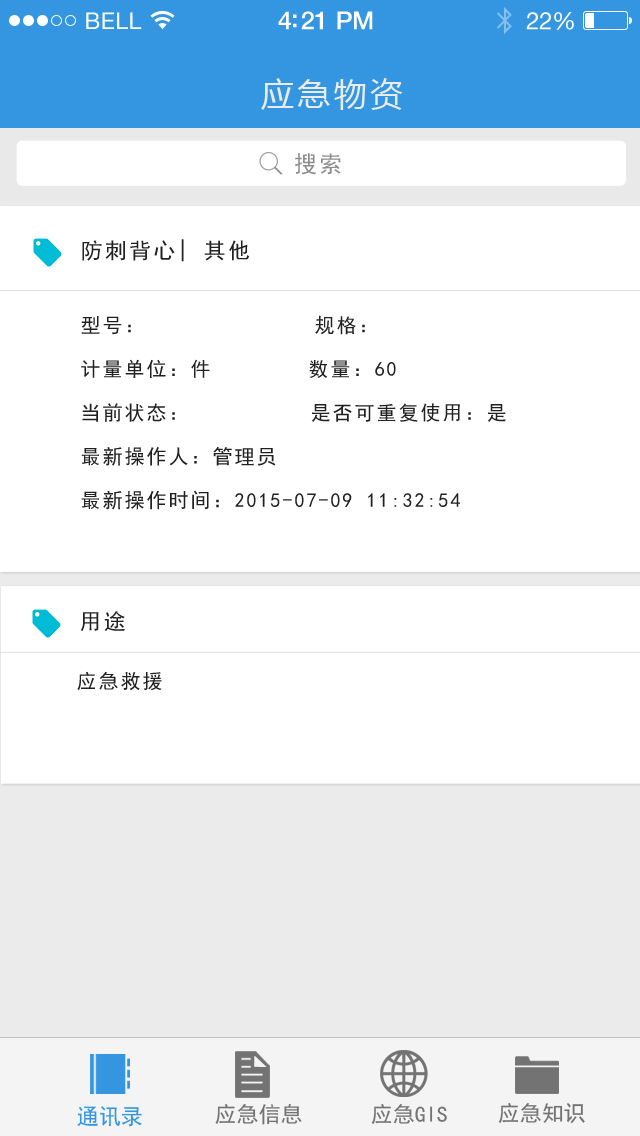 BELL 4:21 PM 22%
应急物资
搜索
防刺背心| 其他
型号： 规格：
计量单位：件 数量：60
当前状态： 是否可重复使用：是
最新操作人：管理员
最新操作时间：2015-07-09 11:32:54
用途
应急救援
通讯录 应急信息 应急GIS 应急知识